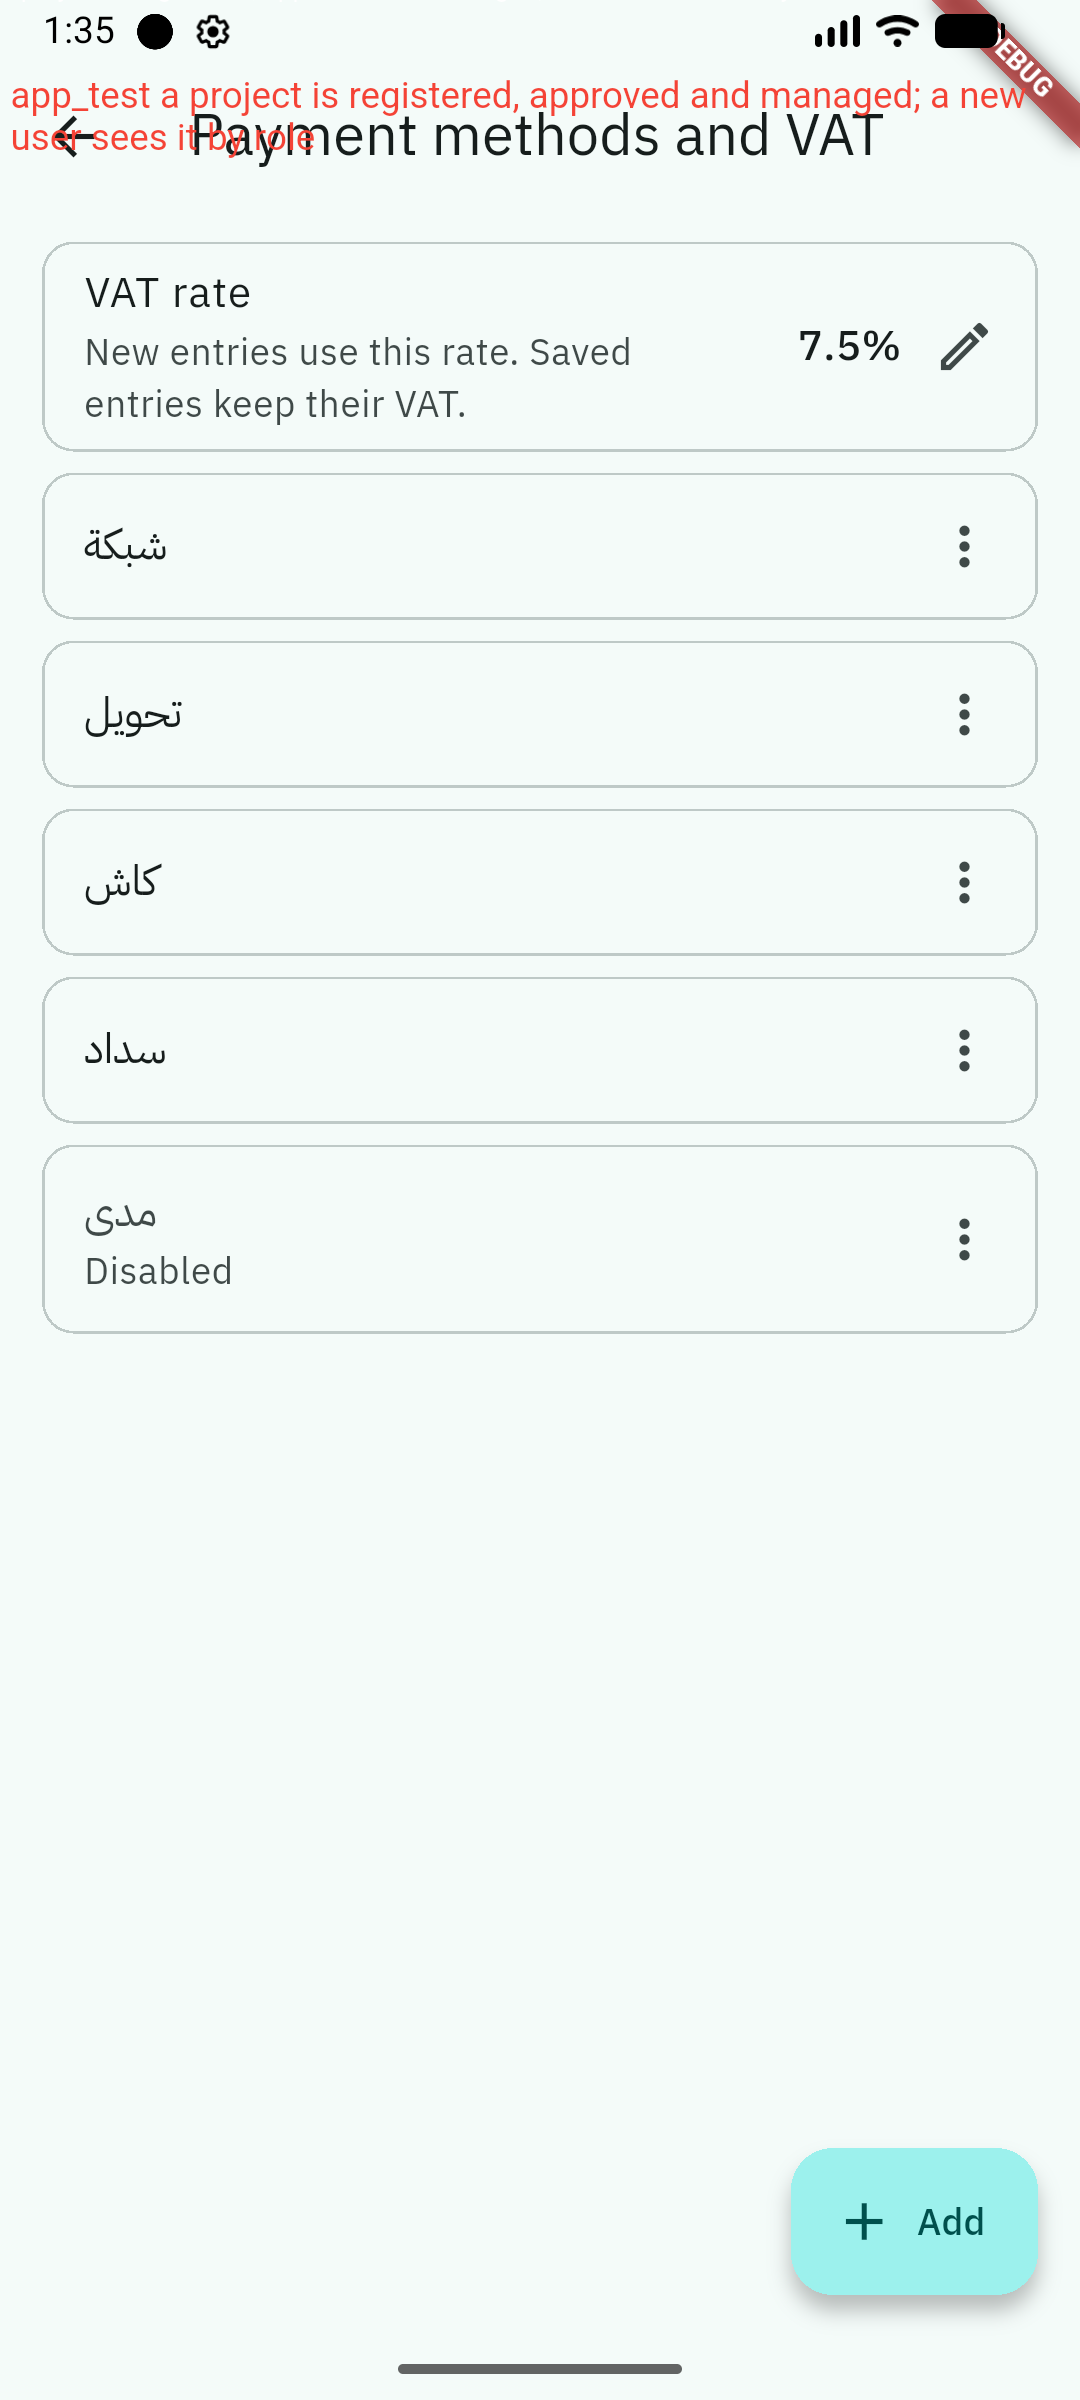 1:35
EBUG
app_test a project is registered, approved and managed; a new
user sees it by role
Payment methods and VAT
VAT rate
New entries use this rate. Saved
entries keep their VAT.
7.5%
شبكة
تحويل
كاش
سداد
مدى
Disabled
Add